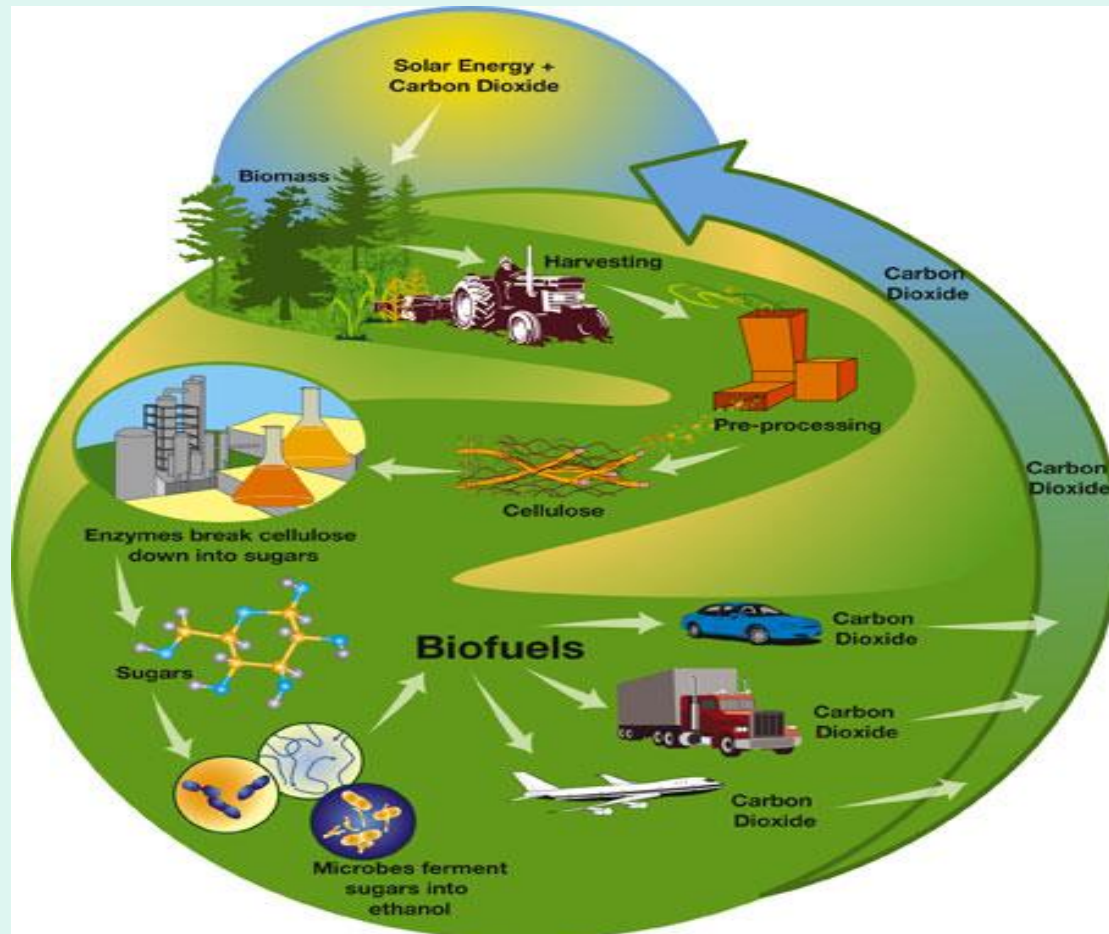 Solar Energy +
Carbon Dioxide
Biomass
Harvesting
Carbon
Dioxide
Pre-processing
Carbon
Dioxide
Cellulose
Enzymes break cellulose
down into sugars
Sugars
Biofuels
Carbon
Dioxide
Carbon
Dioxide
Carbon
Dioxide
Microbes ferment
sugars into
ethanol